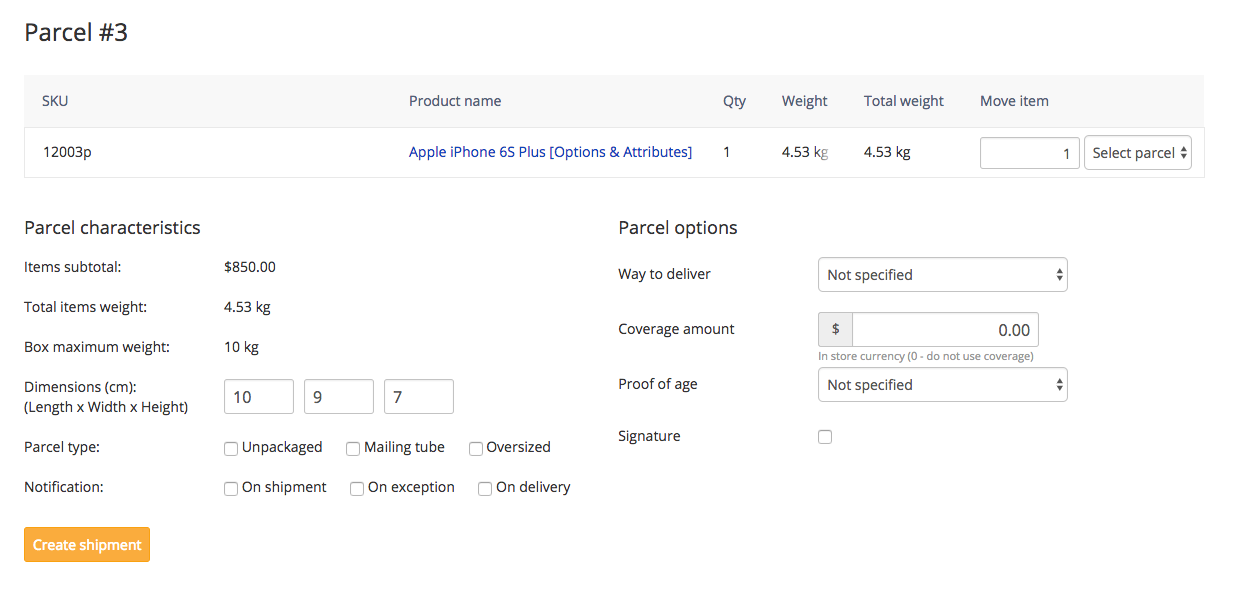 Parcel #3
SKU Product name Qty Weight Total weight Move item
12003p Apple iPhone 6S Plus [Options & Attributes] 1 4.53 kg 4.53 kg 1 Select parcel
Parcel characteristics
Items subtotal: $850.00
Total items weight: 4.53 kg
Box maximum weight: 10 kg
Dimensions (cm):
(Length x Width x Height) 10 9 7
Parcel type: Unpackaged Mailing tube Oversized
Notification: On shipment On exception On delivery
Create shipment
Parcel options
Way to deliver Not specified
Coverage amount $ 0.00
In store currency (0 - do not use coverage)
Proof of age Not specified
Signature